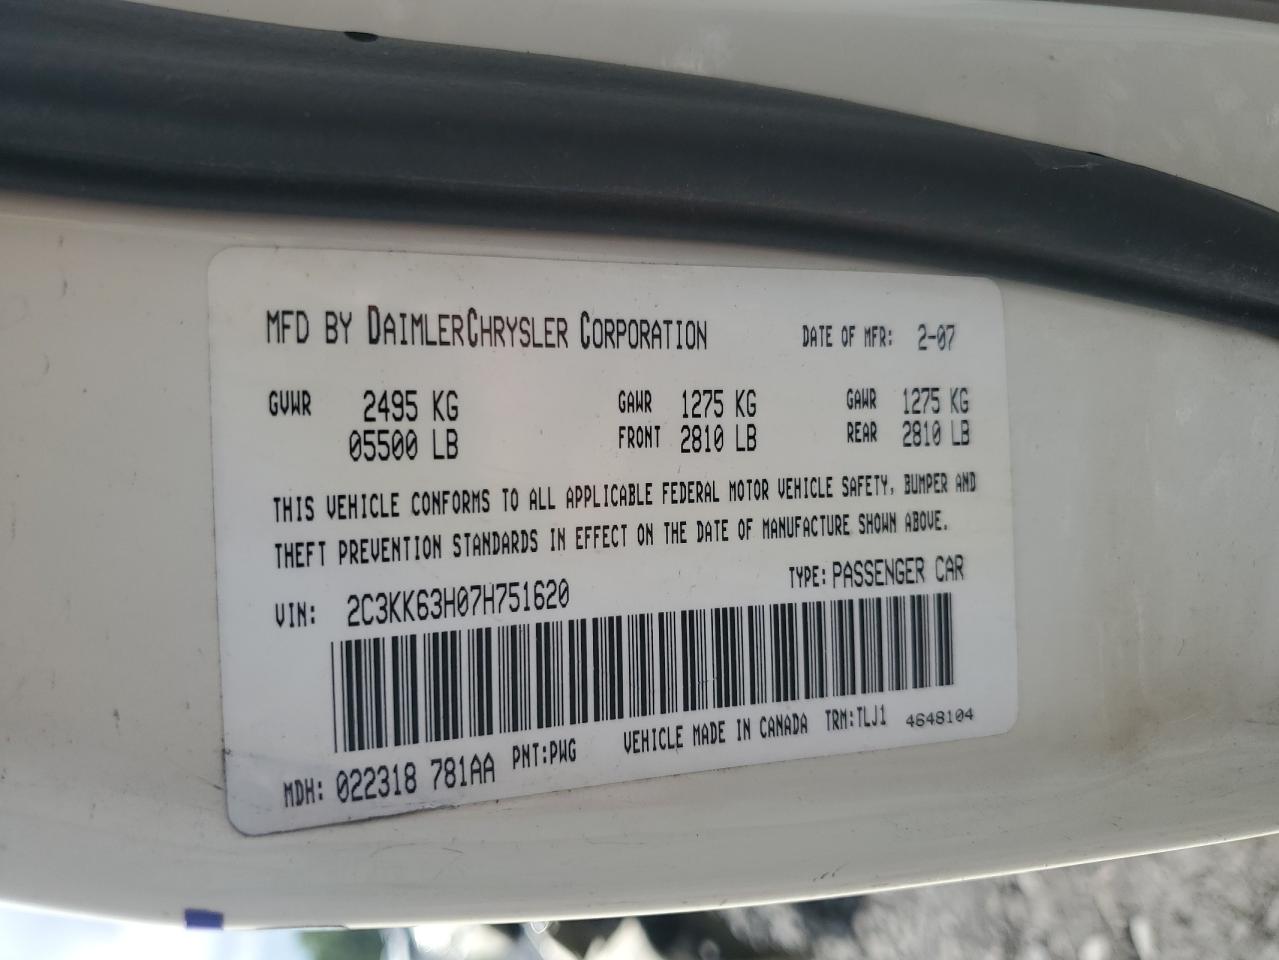 MFD BY DAIMLERCHRYSLER CORPORATION DATE OF MFR: 2-07
GVWR 2495 KG GAWR 1275 KG GAWR 1275 KG
05500 LB FRONT 2810 LB REAR 2810 LB
THIS VEHICLE CONFORMS TO ALL APPLICABLE FEDERAL MOTOR VEHICLE SAFETY, BUMPER AND
THEFT PREVENTION STANDARDS IN EFFECT ON THE DATE OF MANUFACTURE SHOWN ABOVE.
VIN: 2C3KK63H07H751620 TYPE: PASSENGER CAR
MDH: 022318 781AA PNT:PWG VEHICLE MADE IN CANADA TRM:TLJ1 4648104